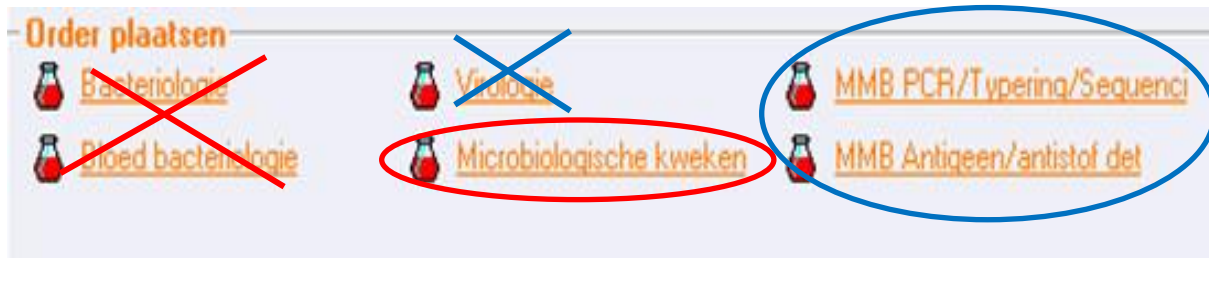 Order plaatsen
Bacteriologie
Virologie
MMB PCR/Typering/Sequenci
Bloed bacteriologie
Microbiologische kweken
MMB Antigeen/antistof det